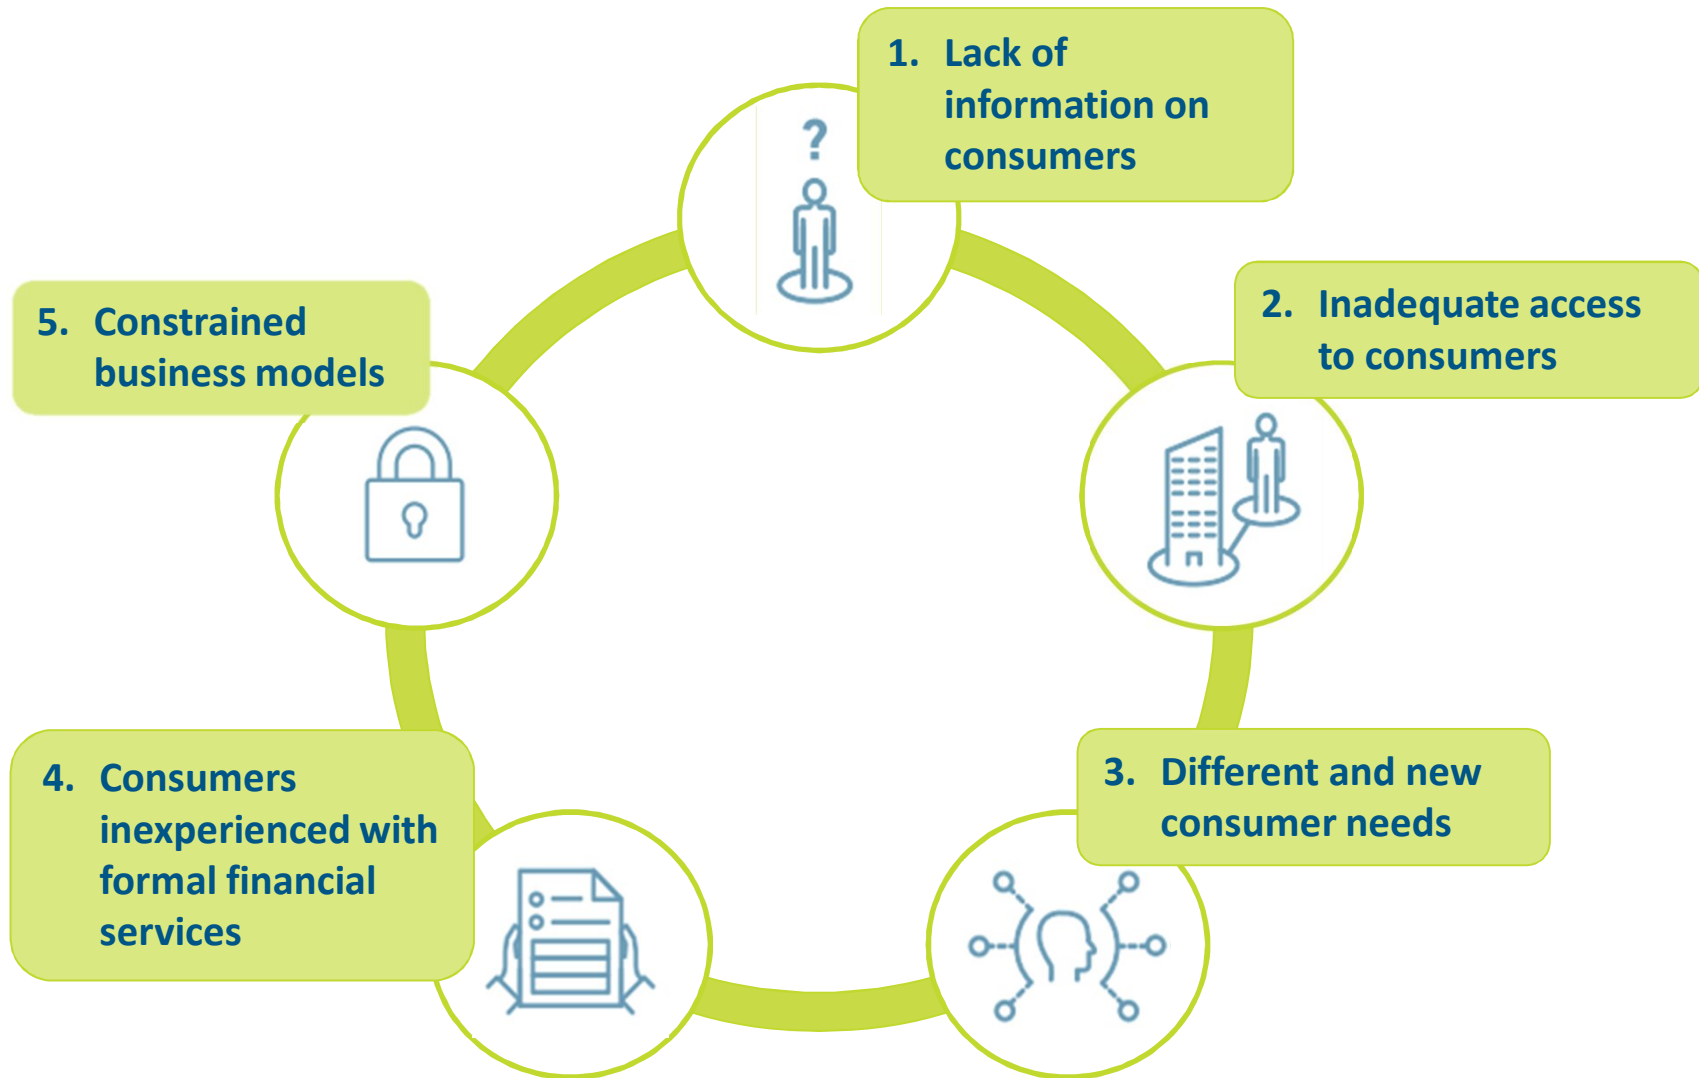 1. Lack of
information on
consumers
2. Inadequate access
to consumers
3. Different and new
consumer needs
4. Consumers
inexperienced with
formal financial
services
5. Constrained
business models
?